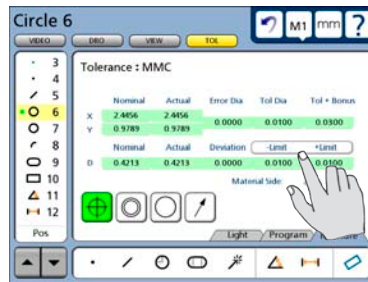 Circle 6
M1 mm ?
VIDEO DRO VIEW TOL
3
4
5
6
7
8
9
10
11
12
Pos
Tolerance : MMC
Nominal Actual Error Dia Tol Dia Tol + Bonus
X 2.4456 2.4456 0.0000 0.0100 0.0300
Y 0.9789 0.9789
Nominal Actual Deviation -Limit +Limit
D 0.4213 0.4213 0.0000 0.0100 0.0100
Material Side:
Light Program